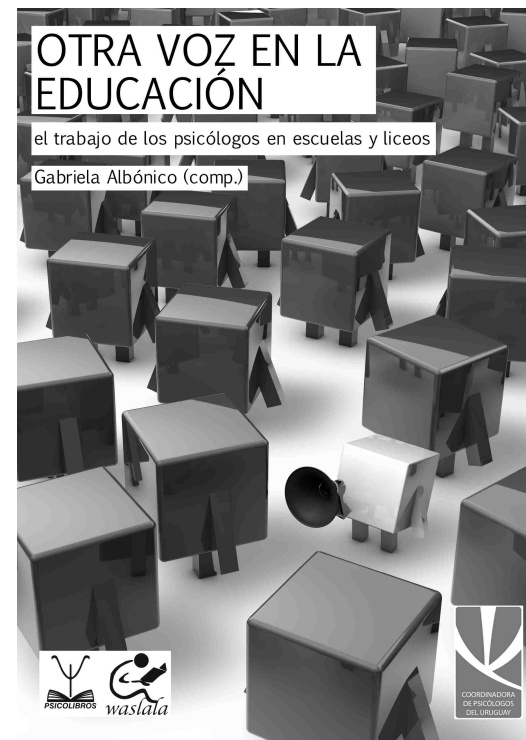 OTRA VOZ EN LA
EDUCACIÓN
el trabajo de los psicólogos en escuelas y liceos
Gabriela Albónico (comp.)
PSICOLIBROS
waslala
COORDINADORA
DE PSICÓLOGOS
DEL URUGUAY